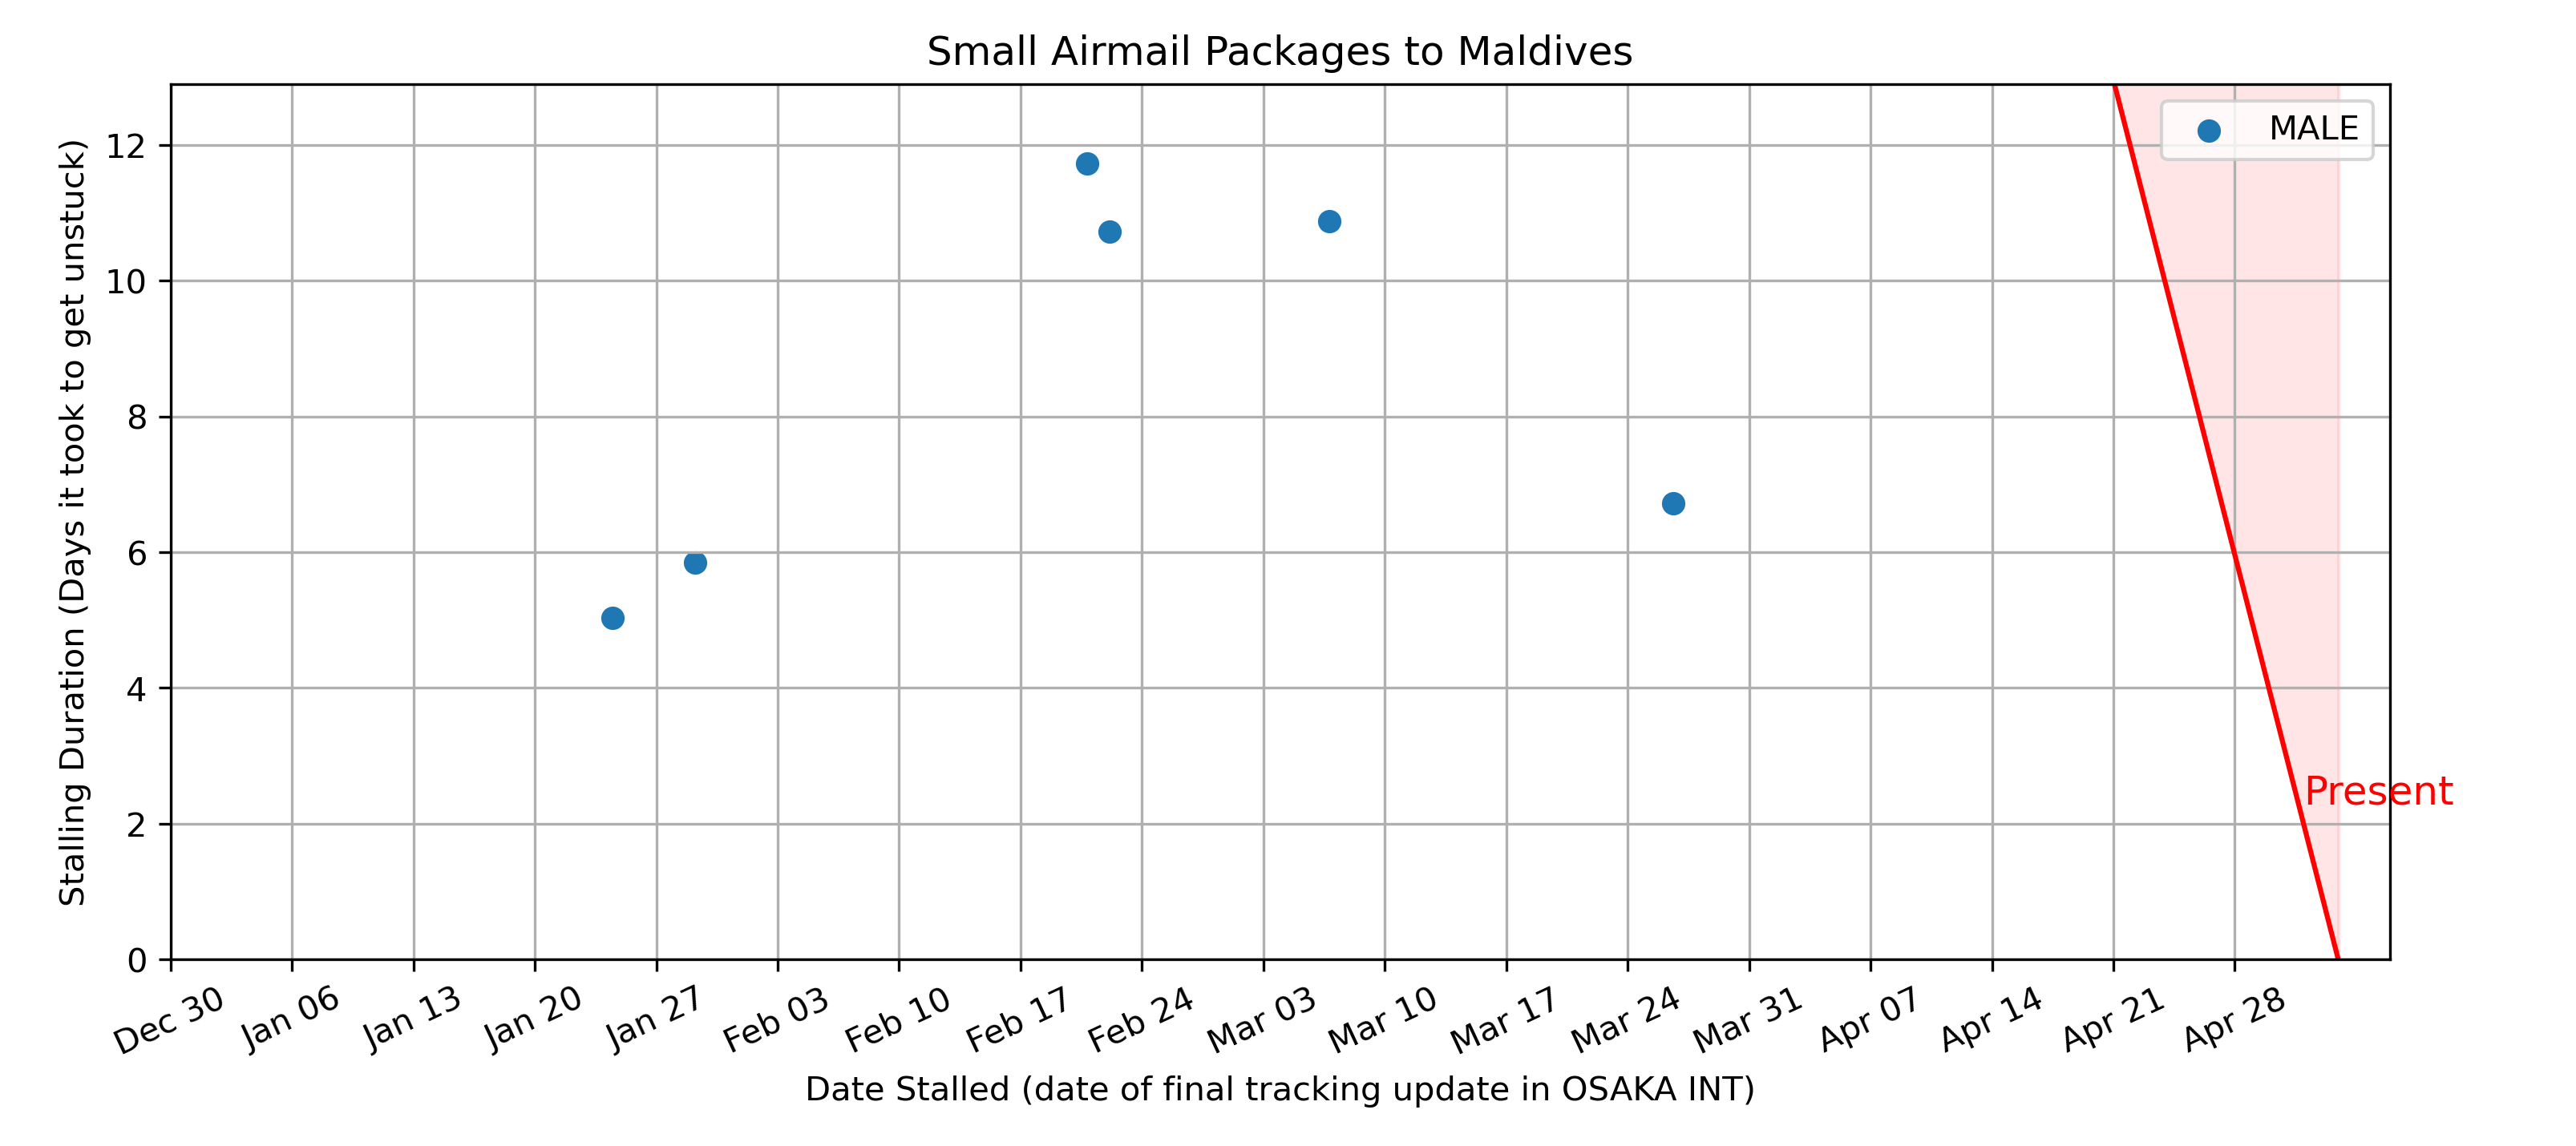 Small Airmail Packages to Maldives
MALE
Stalling Duration (Days it took to get unstuck)
12
10
8
6
4
2
0
Present
Dec 30 Jan 06 Jan 13 Jan 20 Jan 27 Feb 03 Feb 10 Feb 17 Feb 24 Mar 03 Mar 10 Mar 17 Mar 24 Mar 31 Apr 07 Apr 14 Apr 21 Apr 28
Date Stalled (date of final tracking update in OSAKA INT)